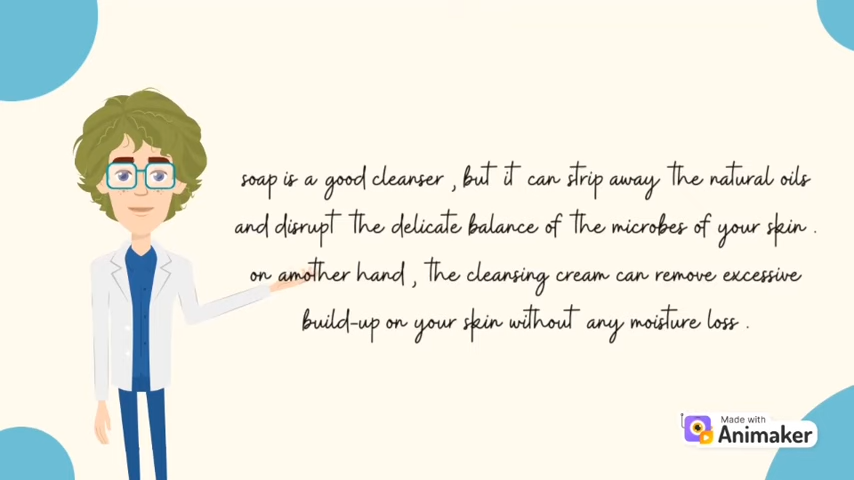 soap is a good cleanser , but it can strip away the natural oils
and disrupt the delicate balance of the microbes of your skin .
on amother hand , the cleansing cream can remove excessive
build-up on your skin without any moisture loss .
Made with
Animaker